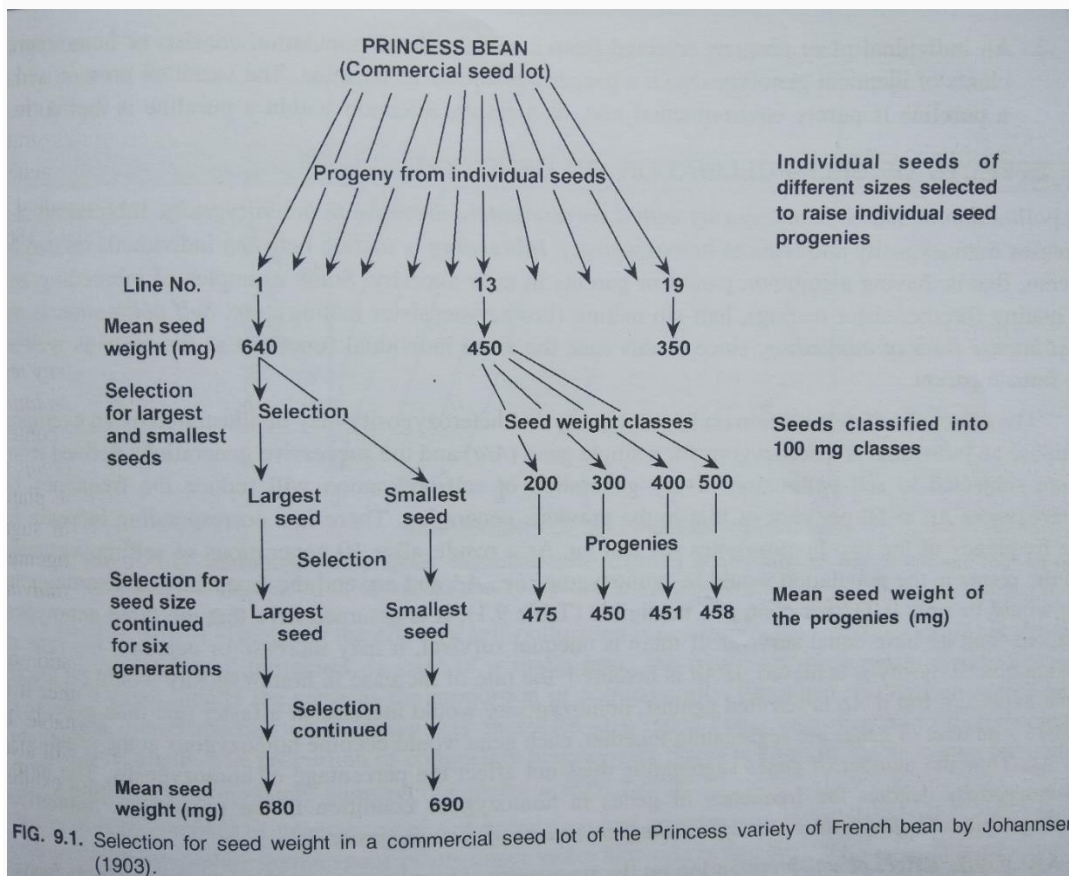 PRINCESS BEAN
(Commercial seed lot)
Progeny from individual seeds
Individual seeds of
different sizes selected
to raise individual seed
progenies
Line No. 1 13 19
Mean seed
weight (mg) 640 450 350
Selection
for largest
and smallest
seeds
Selection
Seed weight classes
Seeds classified into
100 mg classes
200 300 400 500
Largest
seed
Smallest
seed
Selection
Progenies
Selection for
seed size
continued
for six
generations
Largest
seed
Smallest
seed
475 450 451 458
Mean seed weight of
the progenies (mg)
Selection
continued
Mean seed
weight (mg) 680 690
FIG. 9.1. Selection for seed weight in a commercial seed lot of the Princess variety of French bean by Johannsen
(1903).